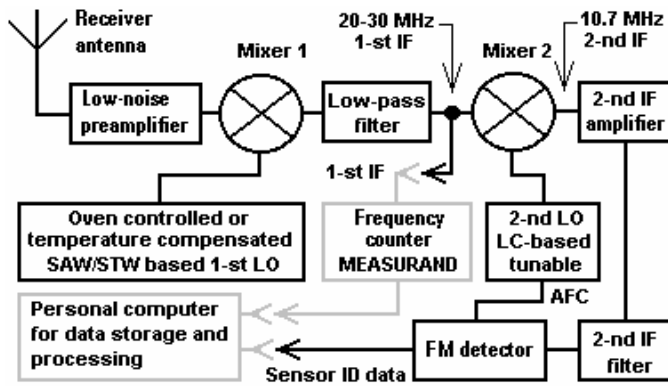 Receiver
antenna
Mixer 1
20-30 MHz
1-st IF
Mixer 2
10.7 MHz
2-nd IF
Low-noise
preamplifier
Low-pass
filter
2-nd IF
amplifier
1-st IF
Oven controlled or
temperature compensated
SAW/STW based 1-st LO
Frequency
counter
MEASURAND
2-nd LO
LC-based
tunable
AFC
Personal computer
for data storage and
processing
FM detector
2-nd IF
filter
Sensor ID data